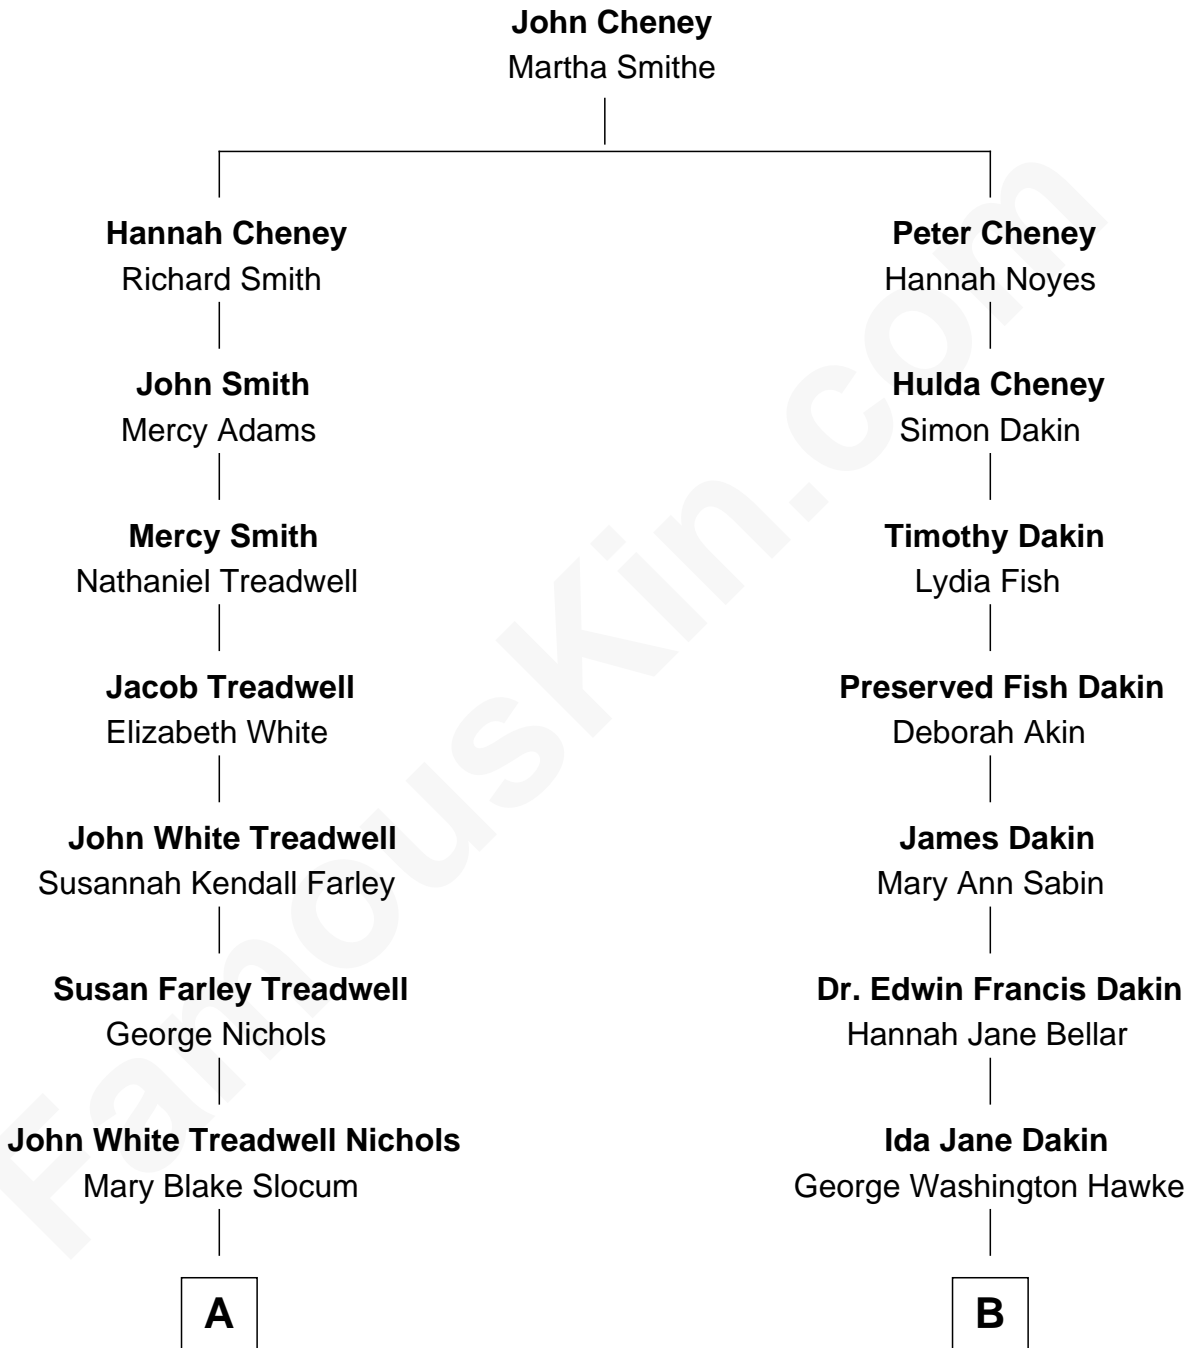 John Cheney
Martha Smithe
Hannah Cheney
Richard Smith
John Smith
Mercy Adams
Mercy Smith
Nathaniel Treadwell
Jacob Treadwell
Elizabeth White
John White Treadwell
Susannah Kendall Farley
Susan Farley Treadwell
George Nichols
John White Treadwell Nichols
Mary Blake Slocum
A
Peter Cheney
Hannah Noyes
Hulda Cheney
Simon Dakin
Timothy Dakin
Lydia Fish
Preserved Fish Dakin
Deborah Akin
James Dakin
Mary Ann Sabin
Dr. Edwin Francis Dakin
Hannah Jane Bellar
Ida Jane Dakin
George Washington Hawke
B
FamousKin.com